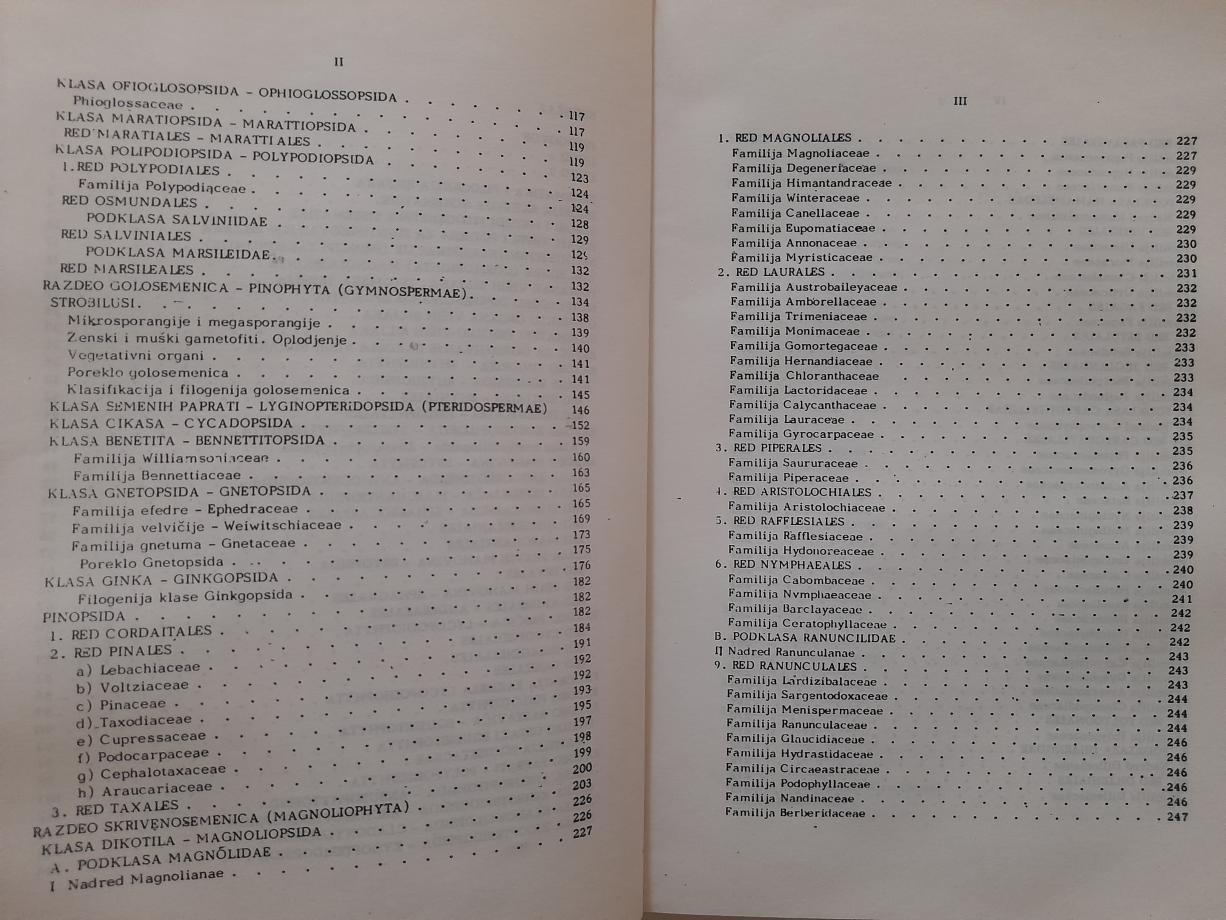 II
KLASA OFIOGLOSOPSIDA - OPHIOGLOSSOPSIDA . . . . . . 117
Phioglossaceae . . . . . . 117
KLASA MARATIOPSIDA - MARATTIOPSIDA . . . . . . 119
RED MARATIALES - MARATTIALES . . . . . . 119
KLASA POLIPODIOPSIDA - POLYPODIOPSIDA . . . . . . 123
1.RED POLYPODIALES . . . . . . 124
Familija Polypodiaceae . . . . . . 124
RED OSMUNDALES . . . . . . 128
PODKLASA SALVINIIDAE . . . . . . 129
RED SALVINIALES . . . . . . 129
PODKLASA MARSILEIDAE . . . . . . 132
RED MARSILEALES . . . . . . 132
RAZDEO GOLOSEMENICA - PINOPHYTA (GYMNOSPERMAE) . . . . . . 134
STROBILUSI . . . . . . 138
Mikrosporangije i megasporangije . . . . . . 139
Ženski i muški gametofiti. Oplodjenje . . . . . . 140
Vegetativni organi . . . . . . 141
Poreklo golosemenica . . . . . . 141
Klasifikacija i filogenija golosemenica . . . . . . 145
KLASA SEMENIH PAPRATI - LYGINOPTERIDOPSIDA (PTERIDOSPERMAE) 146
KLASA CIKASA - CYCADOPSIDA . . . . . . 152
KLASA BENETITA - BENNETTITOPSIDA . . . . . . 159
Familija Williamsoniaceae . . . . . . 160
Familija Bennettiaceae . . . . . . 163
KLASA GNETOPSIDA - GNETOPSIDA . . . . . . 165
Familija efedre - Ephedraceae . . . . . . 165
Familija velvičije - Weiwitschiaceae . . . . . . 169
Familija gnetuma - Gnetaceae . . . . . . 173
Poreklo Gnetopsida . . . . . . 175
KLASA GINKA - GINKGOPSIDA . . . . . . 176
Filogenija klase Ginkgopsida . . . . . . 182
PINOPSIDA . . . . . . 182
1. RED CORDAITALES . . . . . . 182
2. RED PINALES . . . . . . 184
a) Lebachiaceae . . . . . . 191
b) Voltziaceae . . . . . . 192
c) Pinaceae . . . . . . 192
d) Taxodiaceae . . . . . . 193
e) Cupressaceae . . . . . . 195
f) Podocarpaceae . . . . . . 197
g) Cephalotaxaceae . . . . . . 198
h) Araucariaceae . . . . . . 199
3. RED TAXALES . . . . . . 200
RAZDEO SKRIVENOSEMENICA (MAGNOLIOPHYTA) . . . . . . 203
KLASA DIKOTILA - MAGNOLIOPSIDA . . . . . . 226
A. PODKLASA MAGNOLIDAE . . . . . . 226
I Nadred Magnolianae . . . . . . 227
III
1. RED MAGNOLIALES . . . . . . 227
Familija Magnoliaceae . . . . . . 227
Familija Degeneriaceae . . . . . . 229
Familija Himantandraceae . . . . . . 229
Familija Winteraceae . . . . . . 229
Familija Canellaceae . . . . . . 229
Familija Eupomatiaceae . . . . . . 229
Familija Annonaceae . . . . . . 230
Familija Myristicaceae . . . . . . 230
2. RED LAURALES . . . . . . 231
Familija Austrobaileyaceae . . . . . . 232
Familija Amborellaceae . . . . . . 232
Familija Trimeniaceae . . . . . . 232
Familija Monimaceae . . . . . . 232
Familija Gomortegaceae . . . . . . 233
Familija Hernandiaceae . . . . . . 233
Familija Chloranthaceae . . . . . . 233
Familija Lactoridaceae . . . . . . 234
Familija Calycanthaceae . . . . . . 234
Familija Lauraceae . . . . . . 234
Familija Gyrocarpaceae . . . . . . 235
3. RED PIPERALES . . . . . . 235
Familija Saururaceae . . . . . . 236
Familija Piperaceae . . . . . . 236
4. RED ARISTOLOCHIALES . . . . . . 237
Familija Aristolochiaceae . . . . . . 238
5. RED RAFFLESIALES . . . . . . 239
Familija Rafflesiaceae . . . . . . 239
Familija Hydnoreaceae . . . . . . 239
6. RED NYMPHAEALES . . . . . . 240
Familija Cabombaceae . . . . . . 240
Familija Nymphaeaceae . . . . . . 241
Familija Barclayaceae . . . . . . 242
Familija Ceratophyllaceae . . . . . . 242
B. PODKLASA RANUNCILIDAE . . . . . . 242
II Nadred Ranunculanae . . . . . . 243
9. RED RANUNCULALES . . . . . . 243
Familija Lardizibalaceae . . . . . . 243
Familija Sargentodoxaceae . . . . . . 244
Familija Menispermaceae . . . . . . 244
Familija Ranunculaceae . . . . . . 244
Familija Glaucidiaceae . . . . . . 246
Familija Hydrastidaceae . . . . . . 246
Familija Circaeastraceae . . . . . . 246
Familija Podophyllaceae . . . . . . 246
Familija Nandinaceae . . . . . . 246
Familija Berberidaceae . . . . . . 247